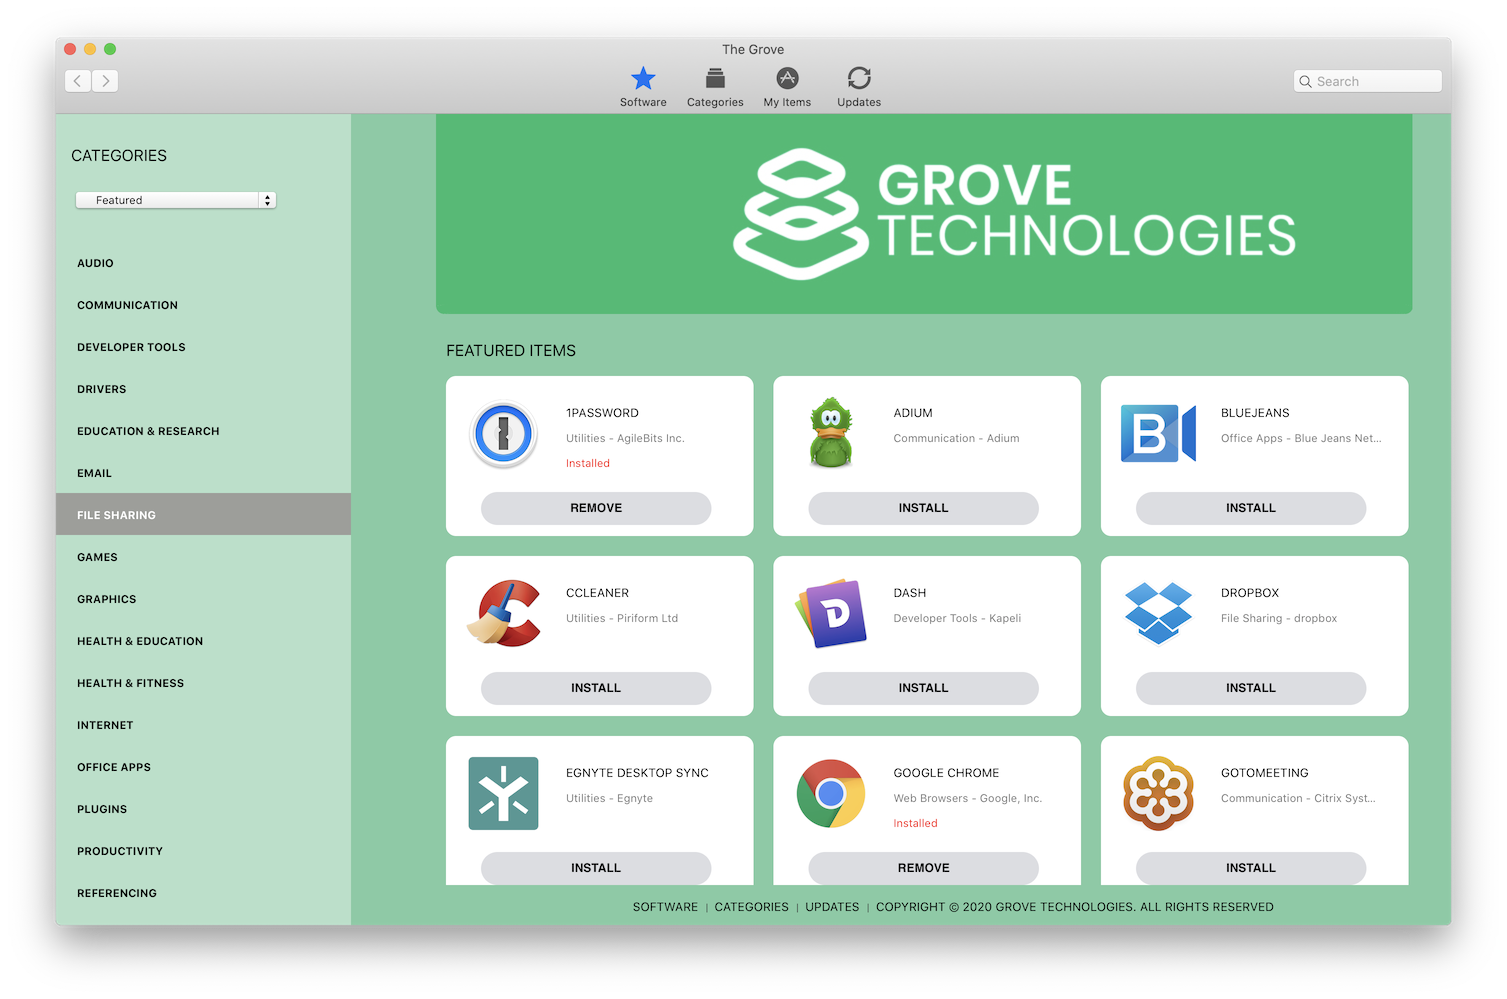 The Grove
Software
Categories
My Items
Updates
Search
CATEGORIES
Featured
AUDIO
COMMUNICATION
DEVELOPER TOOLS
DRIVERS
EDUCATION & RESEARCH
EMAIL
FILE SHARING
GAMES
GRAPHICS
HEALTH & EDUCATION
HEALTH & FITNESS
INTERNET
OFFICE APPS
PLUGINS
PRODUCTIVITY
REFERENCING
GROVE
TECHNOLOGIES
FEATURED ITEMS
1PASSWORD
Utilities - AgileBits Inc.
Installed
REMOVE
ADIUM
Communication - Adium
INSTALL
B
BLUEJEANS
Office Apps - Blue Jeans Net...
INSTALL
CCLEANER
Utilities - Piriform Ltd
INSTALL
D
DASH
Developer Tools - Kapeli
INSTALL
DROPBOX
File Sharing - dropbox
INSTALL
EGNYTE DESKTOP SYNC
Utilities - Egnyte
INSTALL
GOOGLE CHROME
Web Browsers - Google, Inc.
Installed
REMOVE
GOTOMEETING
Communication - Citrix Syst...
INSTALL
SOFTWARE | CATEGORIES | UPDATES | COPYRIGHT © 2020 GROVE TECHNOLOGIES. ALL RIGHTS RESERVED